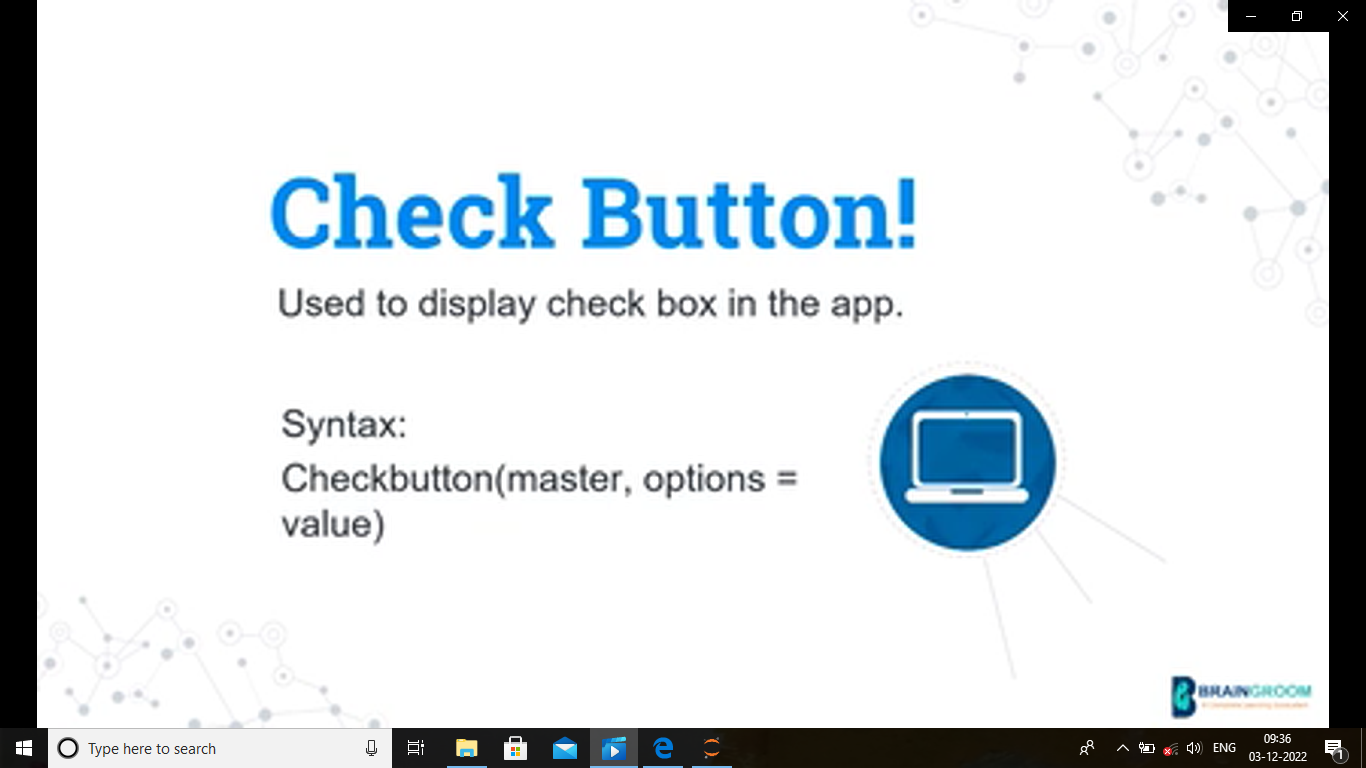 Check Button!
Used to display check box in the app.
Syntax:
Checkbutton(master, options =
value)
BRAINGROOM
Type here to search
ENG
09:36
03-12-2022
1